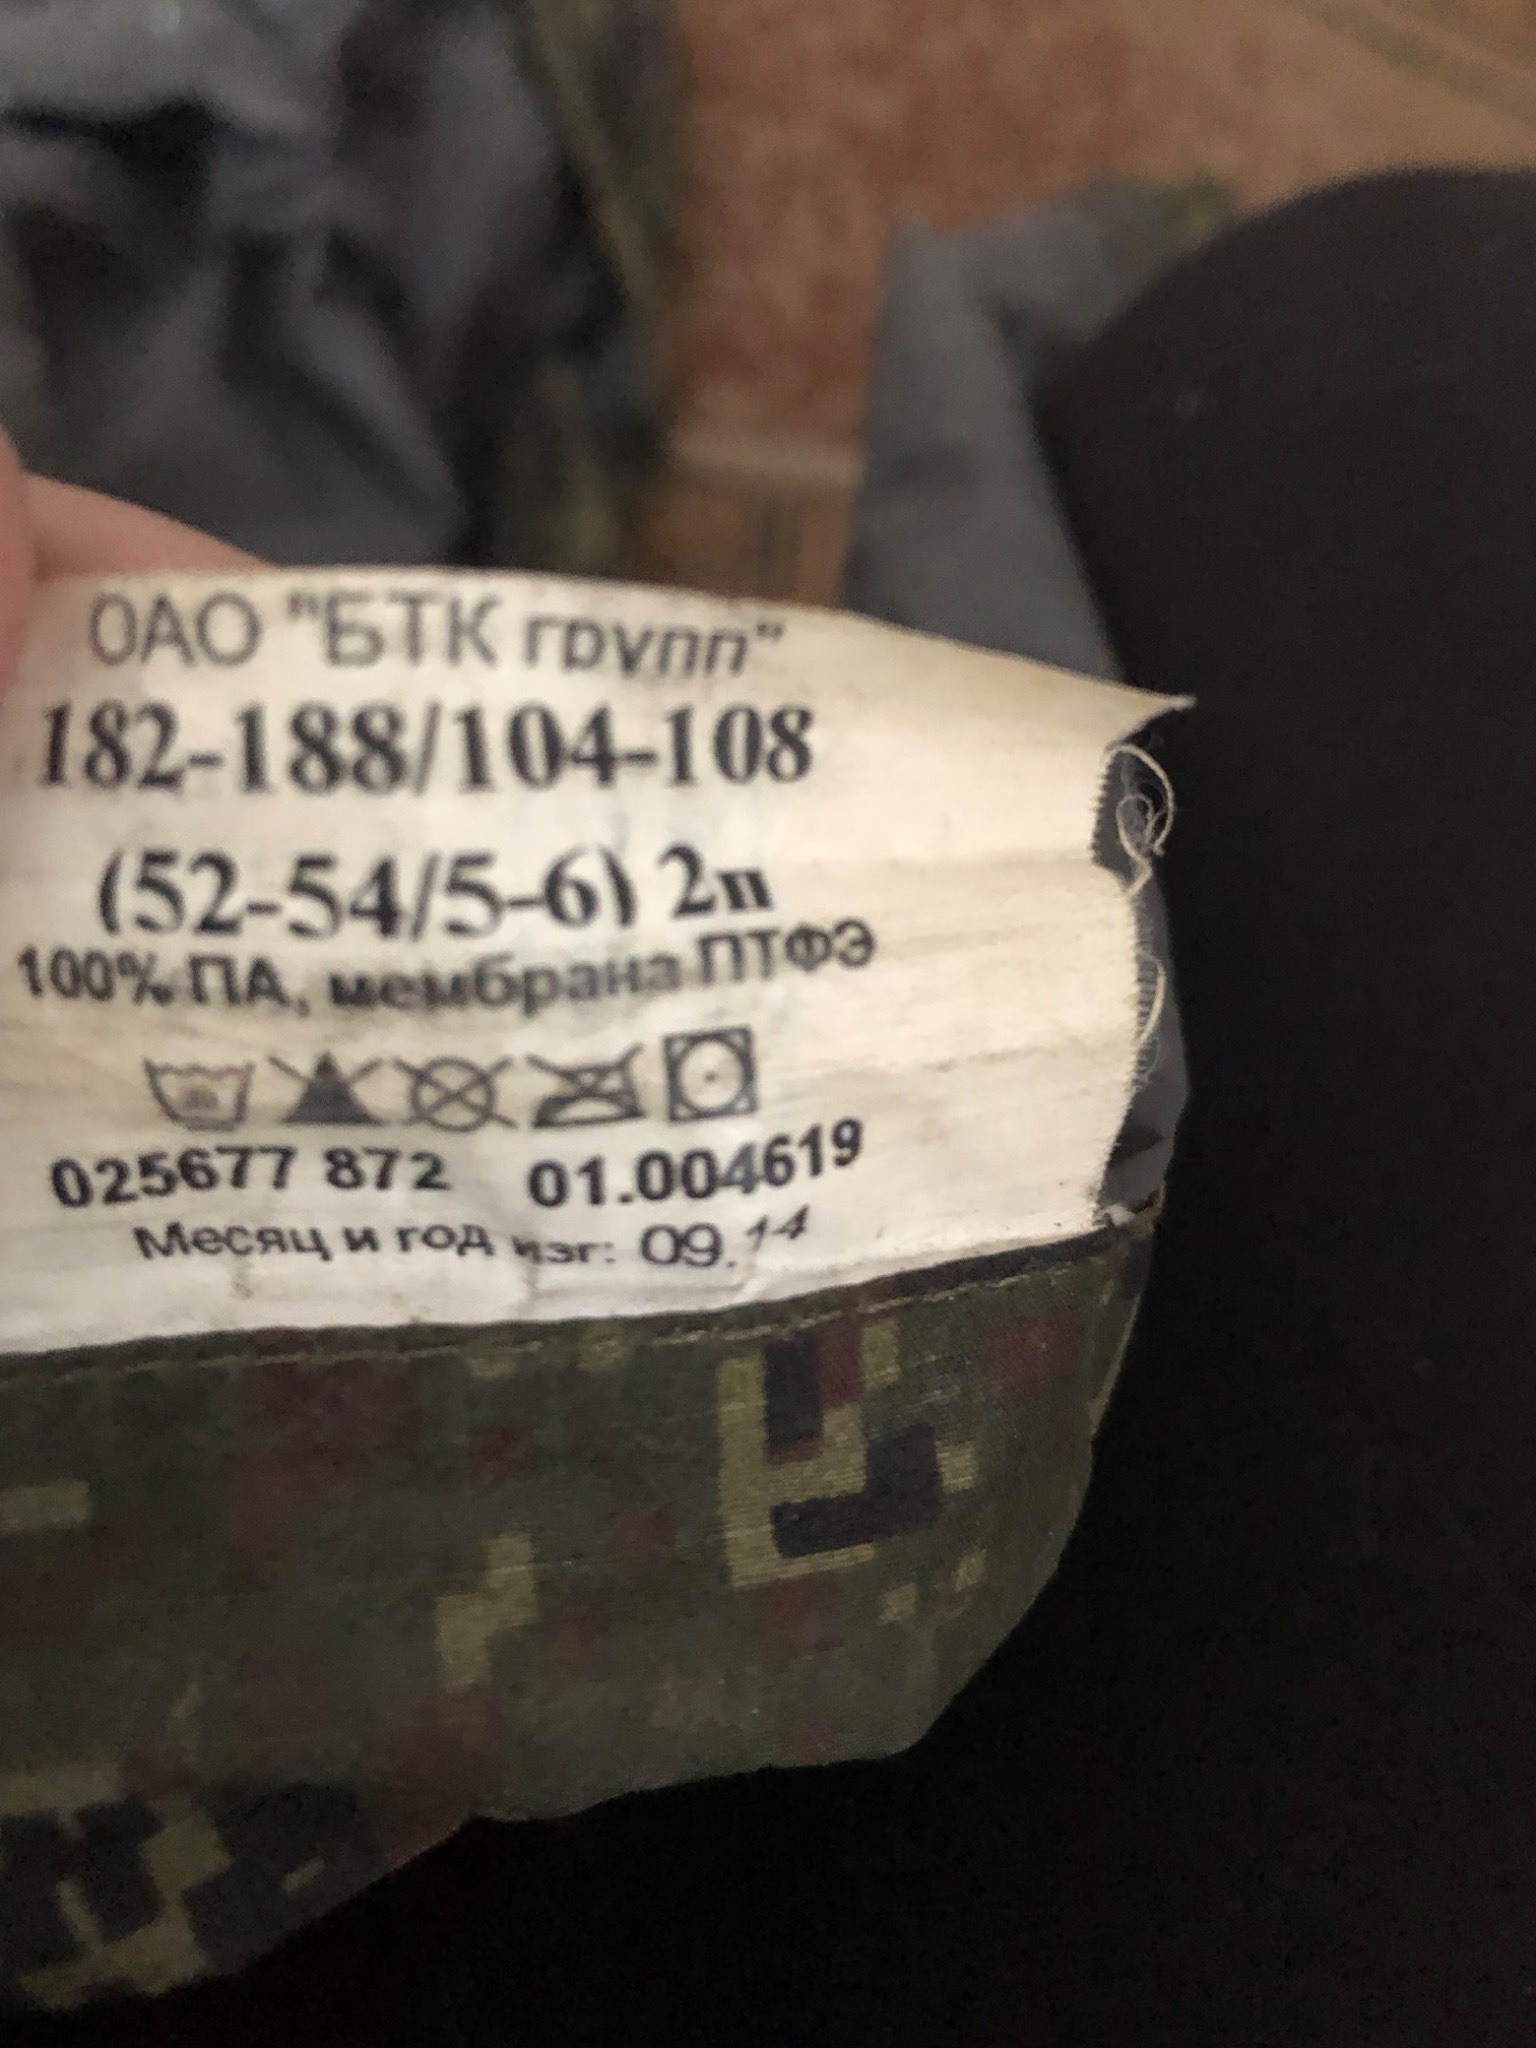 ОАО "БТК групп"
182-188/104-108
(52-54/5-6) 2п
100% ПА, мембрана ПТФЭ
025677 872 01.004619
Месяц и год изг: 09.14